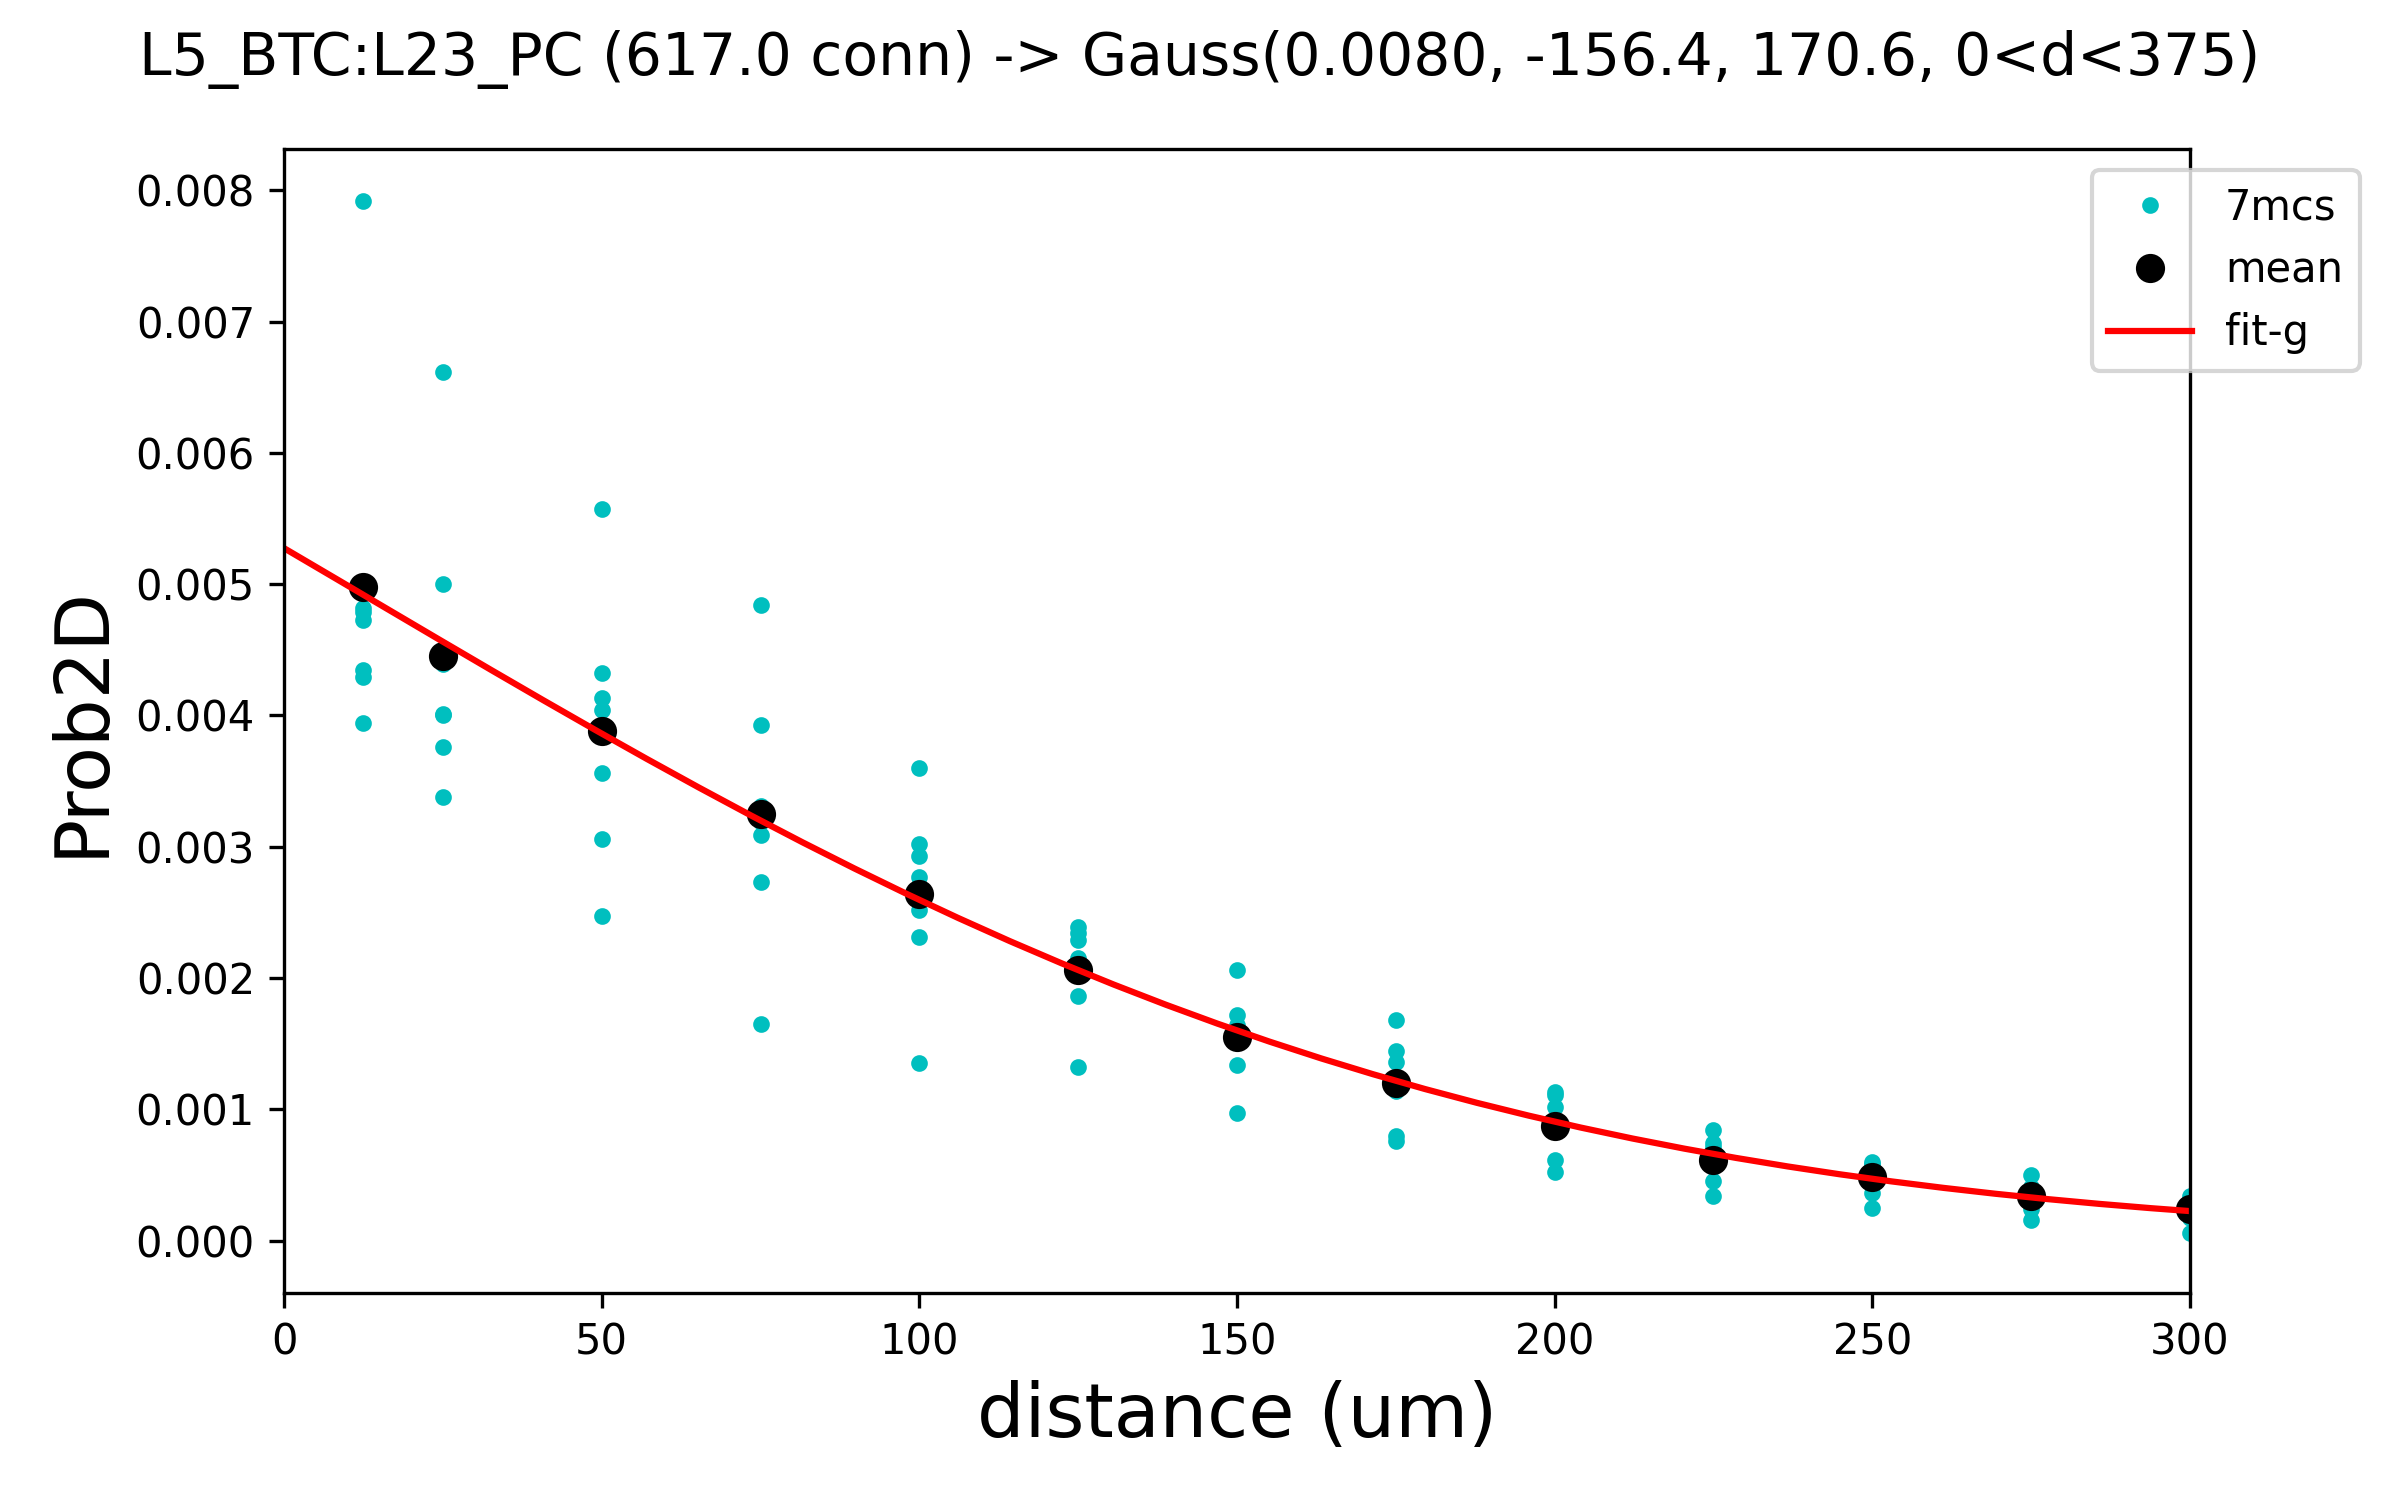 L5_BTC:L23_PC (617.0 conn) -> Gauss(0.0080, -156.4, 170.6, 0<d<375)
7mcs
mean
fit-g
Prob2D
0.008
0.007
0.006
0.005
0.004
0.003
0.002
0.001
0.000
0 50 100 150 200 250 300
distance (um)